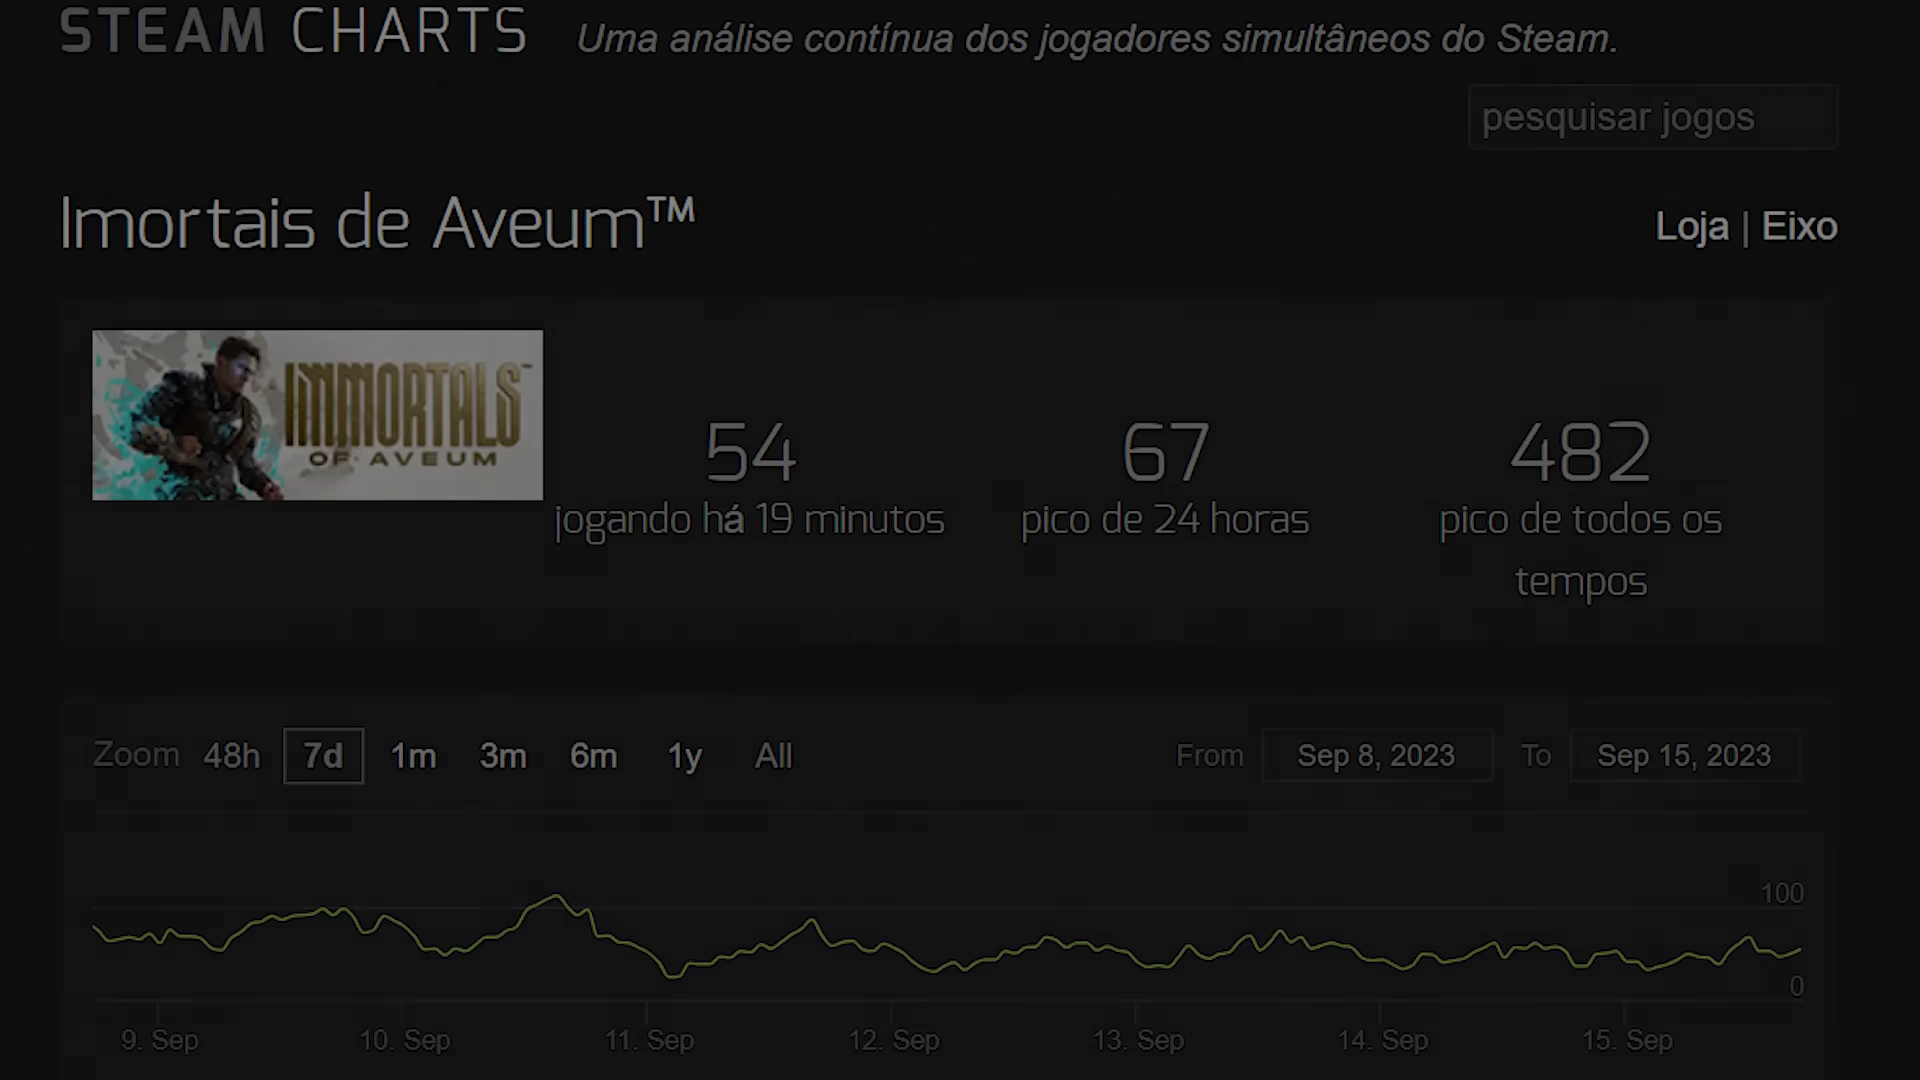 STEAM CHARTS Uma análise contínua dos jogadores simultâneos do Steam.
pesquisar jogos
Imortais de Aveum™
Loja | Eixo
IMMORTALS™
OF AVEUM
54
jogando há 19 minutos
67
pico de 24 horas
482
pico de todos os
tempos
Zoom 48h 7d 1m 3m 6m 1y All
From Sep 8, 2023 To Sep 15, 2023
100
0
9. Sep 10. Sep 11. Sep 12. Sep 13. Sep 14. Sep 15. Sep